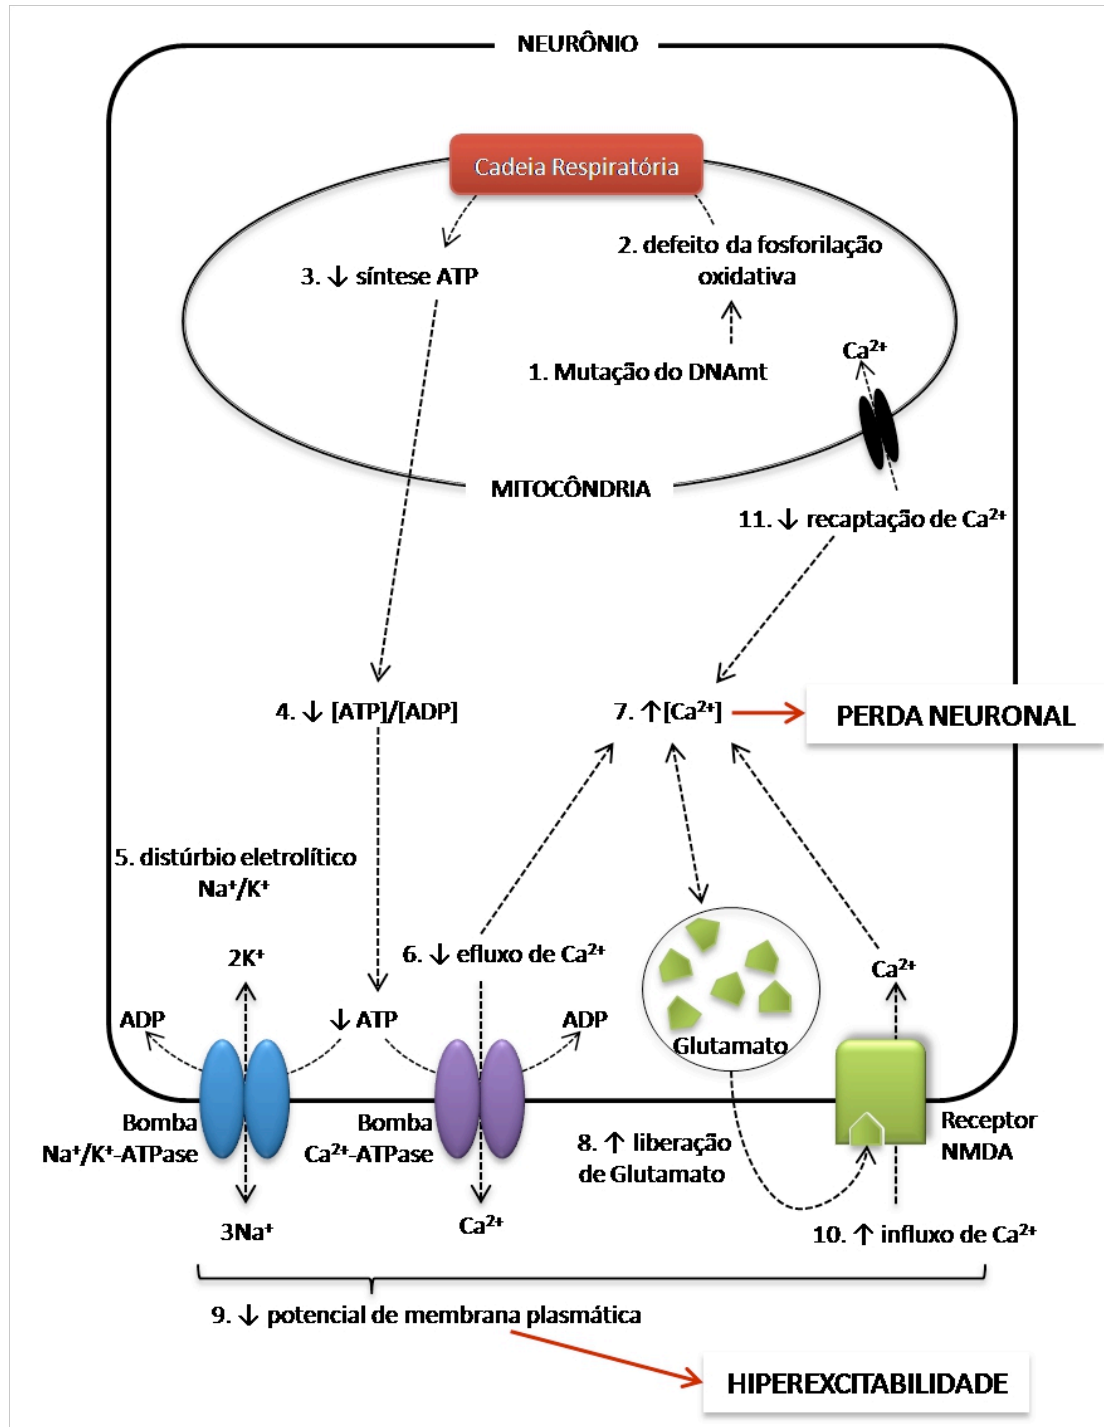 NEURÔNIO
Cadeia Respiratória
2. defeito da fosforilação
oxidativa
3. ↓ síntese ATP
1. Mutação do DNAmt
Ca²⁺
MITOCÔNDRIA
11. ↓ recaptação de Ca²⁺
4. ↓ [ATP]/[ADP]
7. ↑[Ca²⁺]
PERDA NEURONAL
5. distúrbio eletrolítico
Na⁺/K⁺
2K⁺
6. ↓ efluxo de Ca²⁺
Ca²⁺
ADP
↓ ATP
ADP
Glutamato
Bomba
Na⁺/K⁺-ATPase
Bomba
Ca²⁺-ATPase
8. ↑ liberação
de Glutamato
Receptor
NMDA
3Na⁺
Ca²⁺
10. ↑ influxo de Ca²⁺
9. ↓ potencial de membrana plasmática
HIPEREXCITABILIDADE